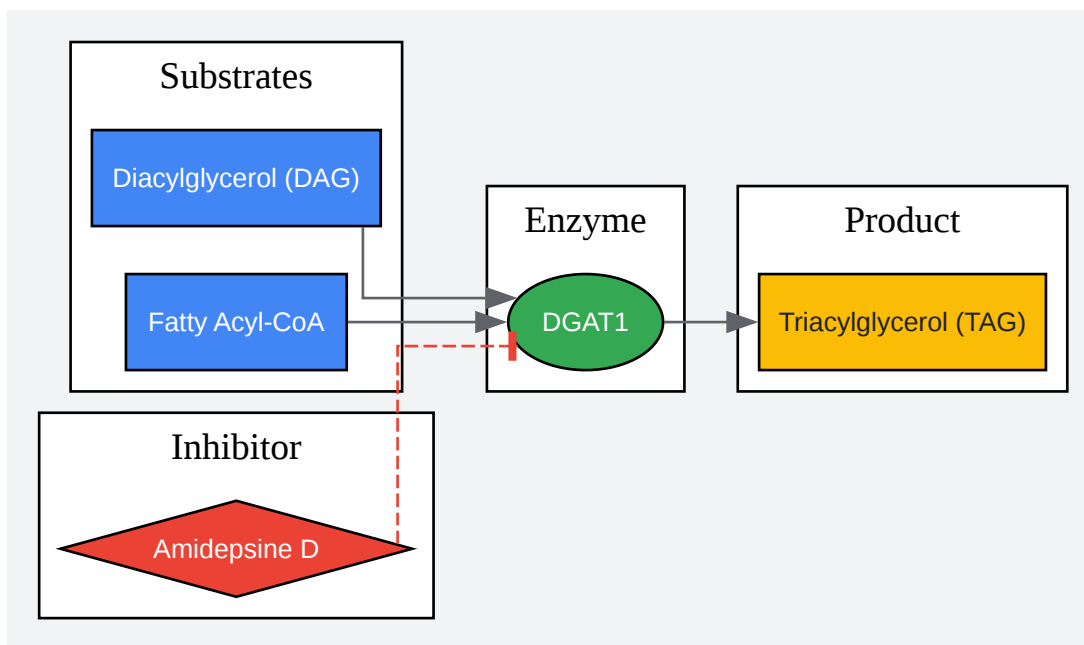 Substrates
Diacylglycerol (DAG)
Fatty Acyl-CoA
Enzyme
DGAT1
Product
Triacylglycerol (TAG)
Inhibitor
Amidepsine D